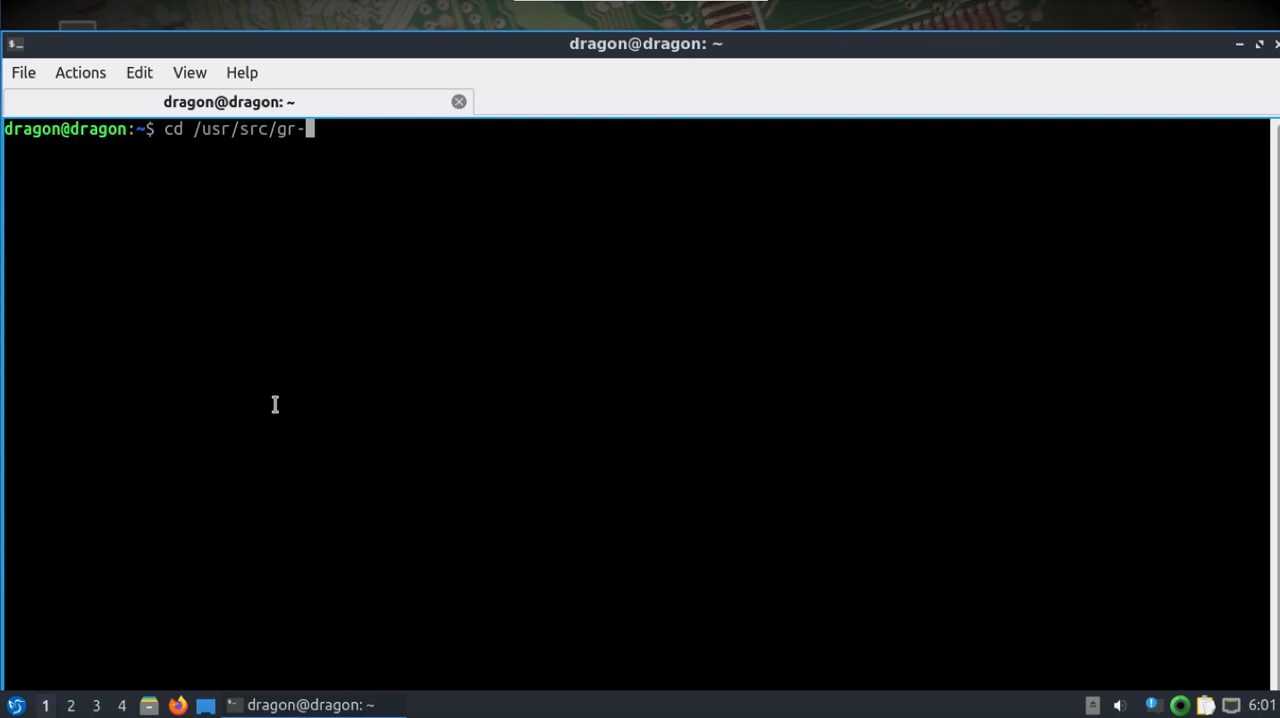 dragon@dragon: ~
File Actions Edit View Help
dragon@dragon: ~
dragon@dragon:~$ cd /usr/src/gr-
1 2 3 4 dragon@dragon: ~ 6:01